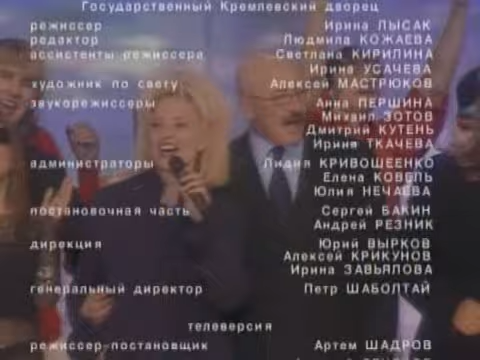 Государственный Кремлевский дворец
режиссер Ирина ЛЫСАК
редактор Людмила КОЖАЕВА
ассистенты режиссера Светлана КИРИЛИНА
Ирина УСАЧЕВА
художник по свету Алексей МАСТРЮКОВ
звукорежиссеры Анна ПЕРШИНА
Михаил ЗОТОВ
Дмитрий КУТЕНЬ
Ирина ТКАЧЕВА
администраторы Лидия КРИВОШЕЕНКО
Елена КОВЕЛЬ
Юлия НЕЧАЕВА
постановочная часть Сергей БАКИН
Андрей РЕЗНИК
дирекция Юрий ВЫРКОВ
Алексей КРИКУНОВ
Ирина ЗАВЬЯЛОВА
генеральный директор Петр ШАБОЛТАЙ
телеверсия
режиссер-постановщик Артем ШАДРОВ